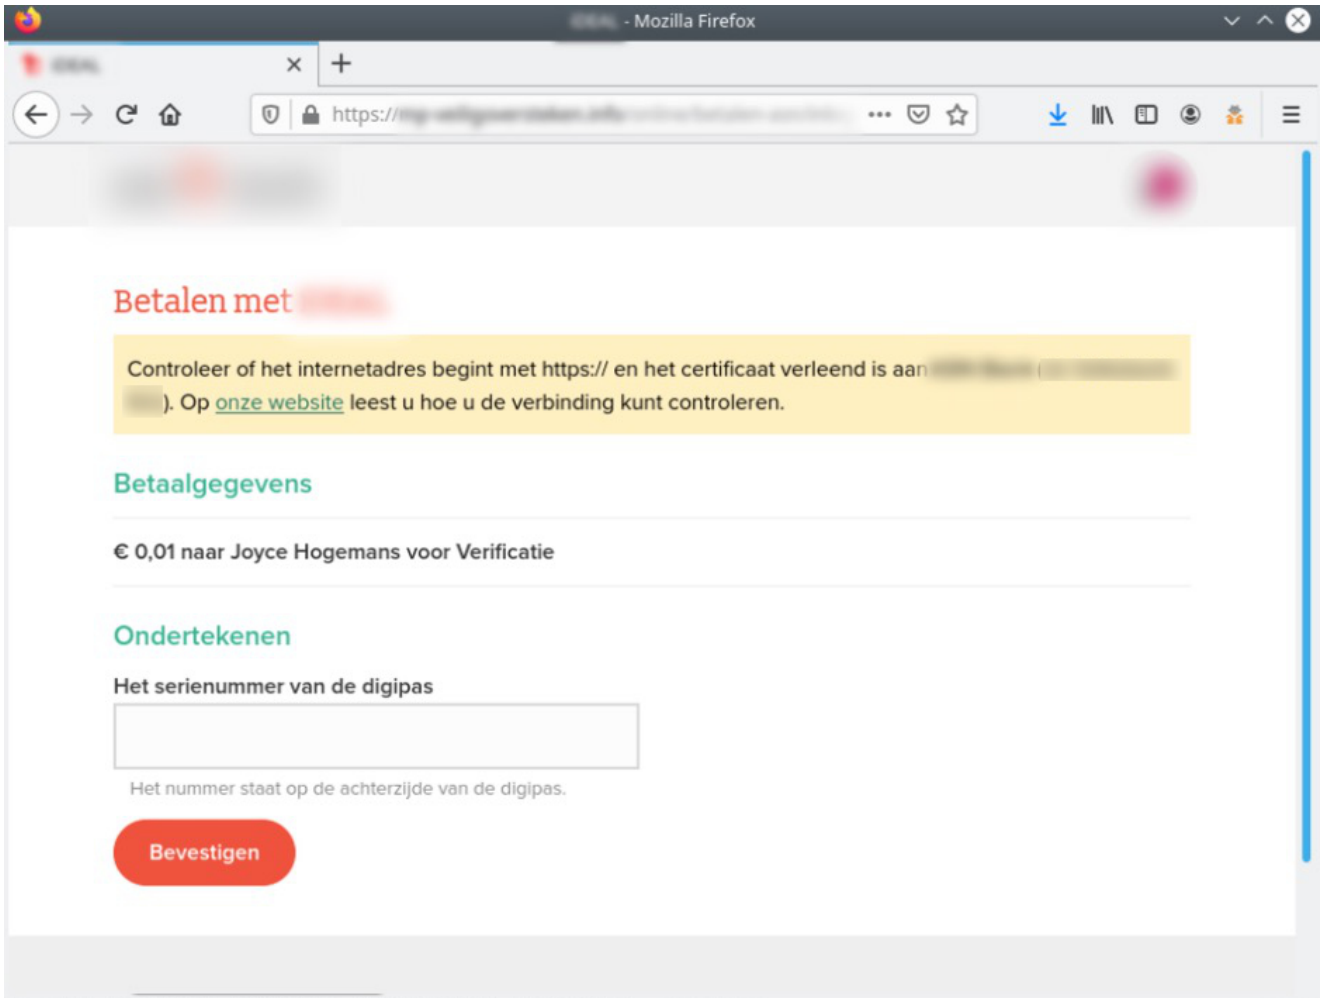 - Mozilla Firefox
https://
Betalen met
Controleer of het internetadres begint met https:// en het certificaat verleend is aan
). Op onze website leest u hoe u de verbinding kunt controleren.
Betaalgegevens
€ 0,01 naar Joyce Hogemans voor Verificatie
Ondertekenen
Het serienummer van de digipas
Het nummer staat op de achterzijde van de digipas.
Bevestigen